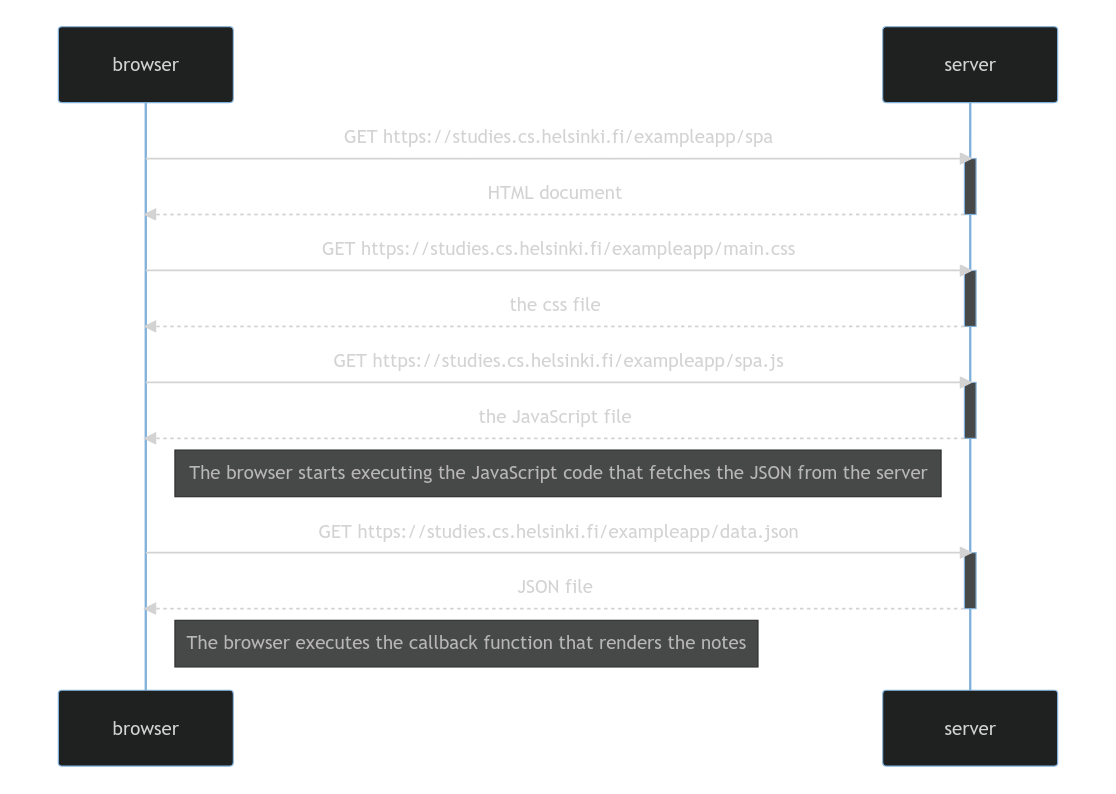 browser
server
GET https://studies.cs.helsinki.fi/exampleapp/spa
HTML document
GET https://studies.cs.helsinki.fi/exampleapp/main.css
the css file
GET https://studies.cs.helsinki.fi/exampleapp/spa.js
the JavaScript file
The browser starts executing the JavaScript code that fetches the JSON from the server
GET https://studies.cs.helsinki.fi/exampleapp/data.json
JSON file
The browser executes the callback function that renders the notes
browser
server